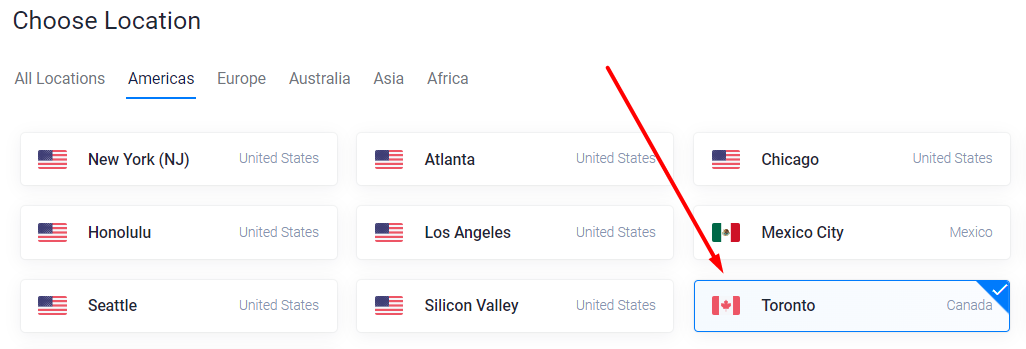 Choose Location
All Locations Americas Europe Australia Asia Africa
New York (NJ) United States Atlanta United States Chicago United States
Honolulu United States Los Angeles United States Mexico City Mexico
Seattle United States Silicon Valley United States Toronto Canada